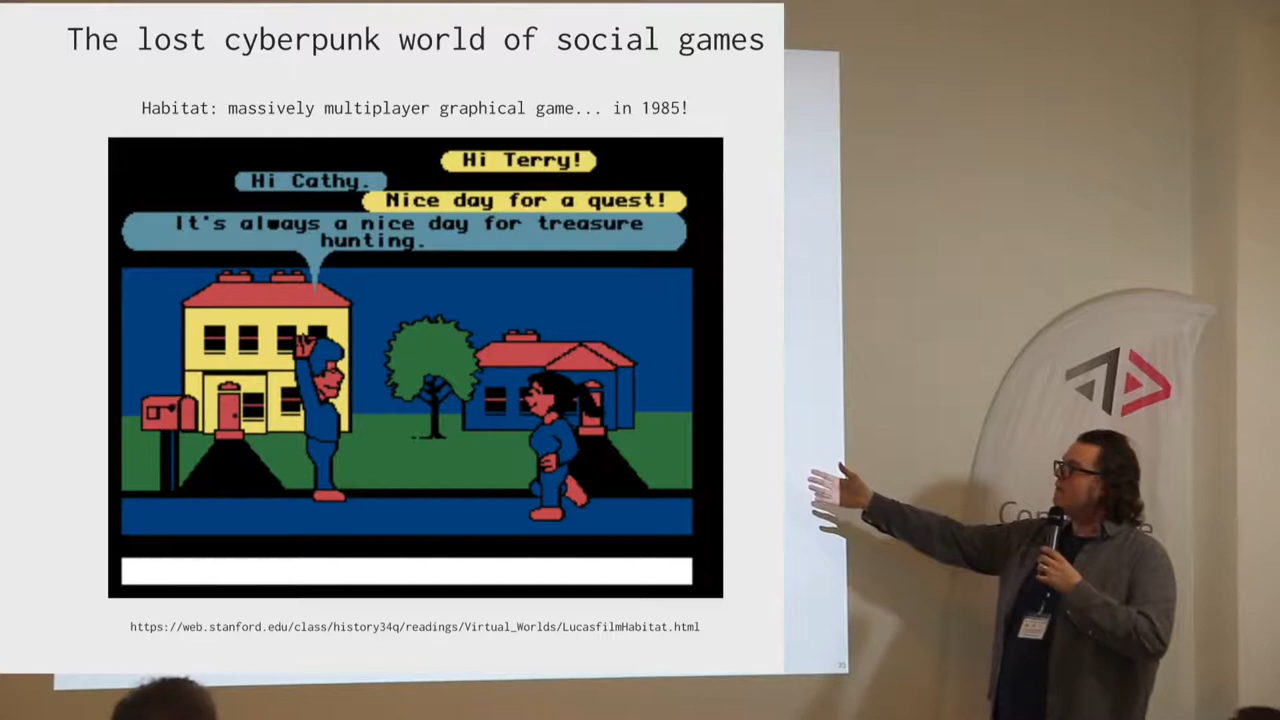 The lost cyberpunk world of social games
Habitat: massively multiplayer graphical game... in 1985!
Hi Terry!
Hi Cathy.
Nice day for a quest!
It's always a nice day for treasure
hunting.
https://web.stanford.edu/class/history34q/readings/Virtual_Worlds/LucasfilmHabitat.html